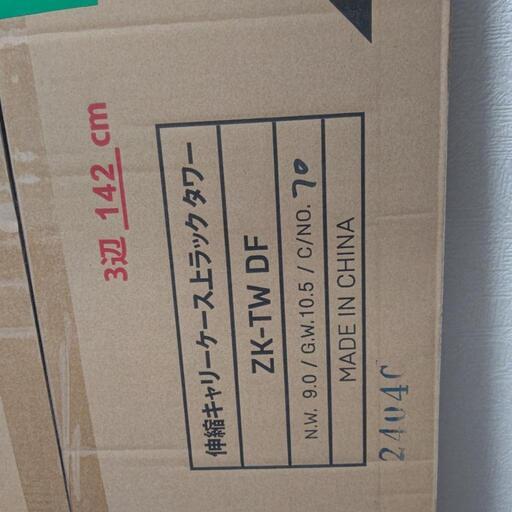 3辺 142 cm
伸縮キャリーケース上ラック タワー
ZK-TW DF
N.W. 9.0 / G.W.10.5 / C/NO. 70
MADE IN CHINA
2404C